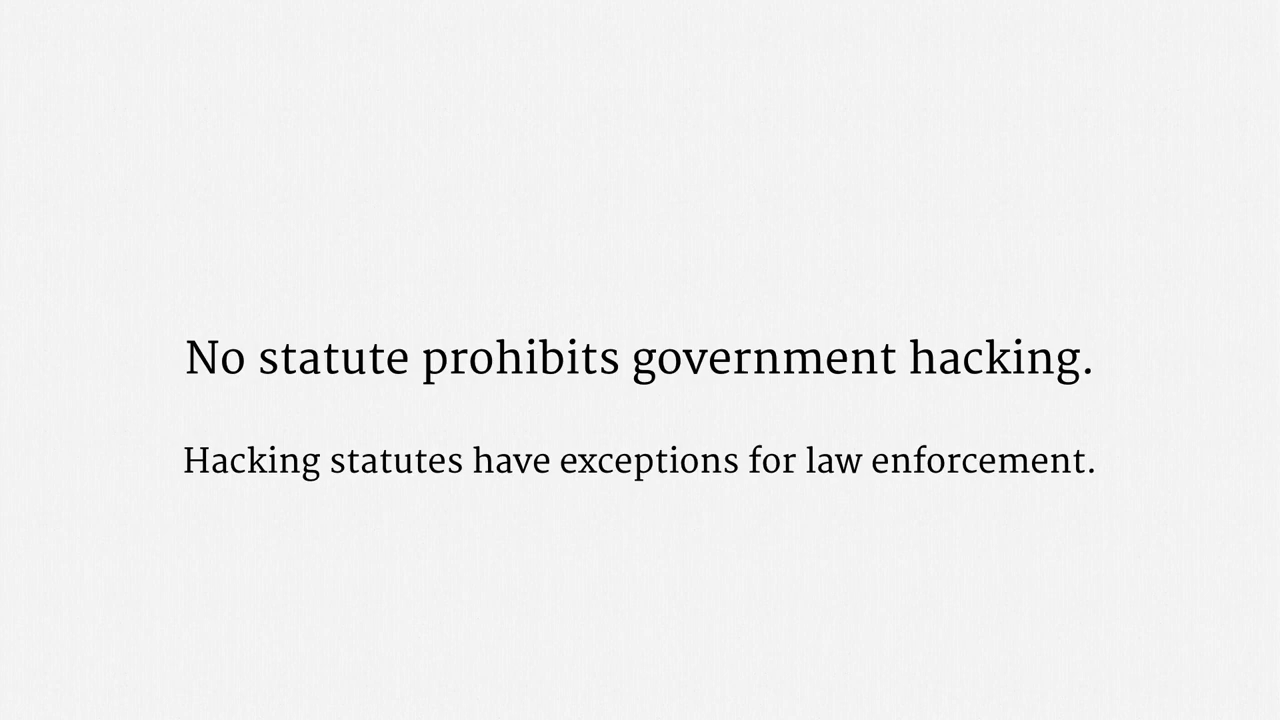 No statute prohibits government hacking.
Hacking statutes have exceptions for law enforcement.